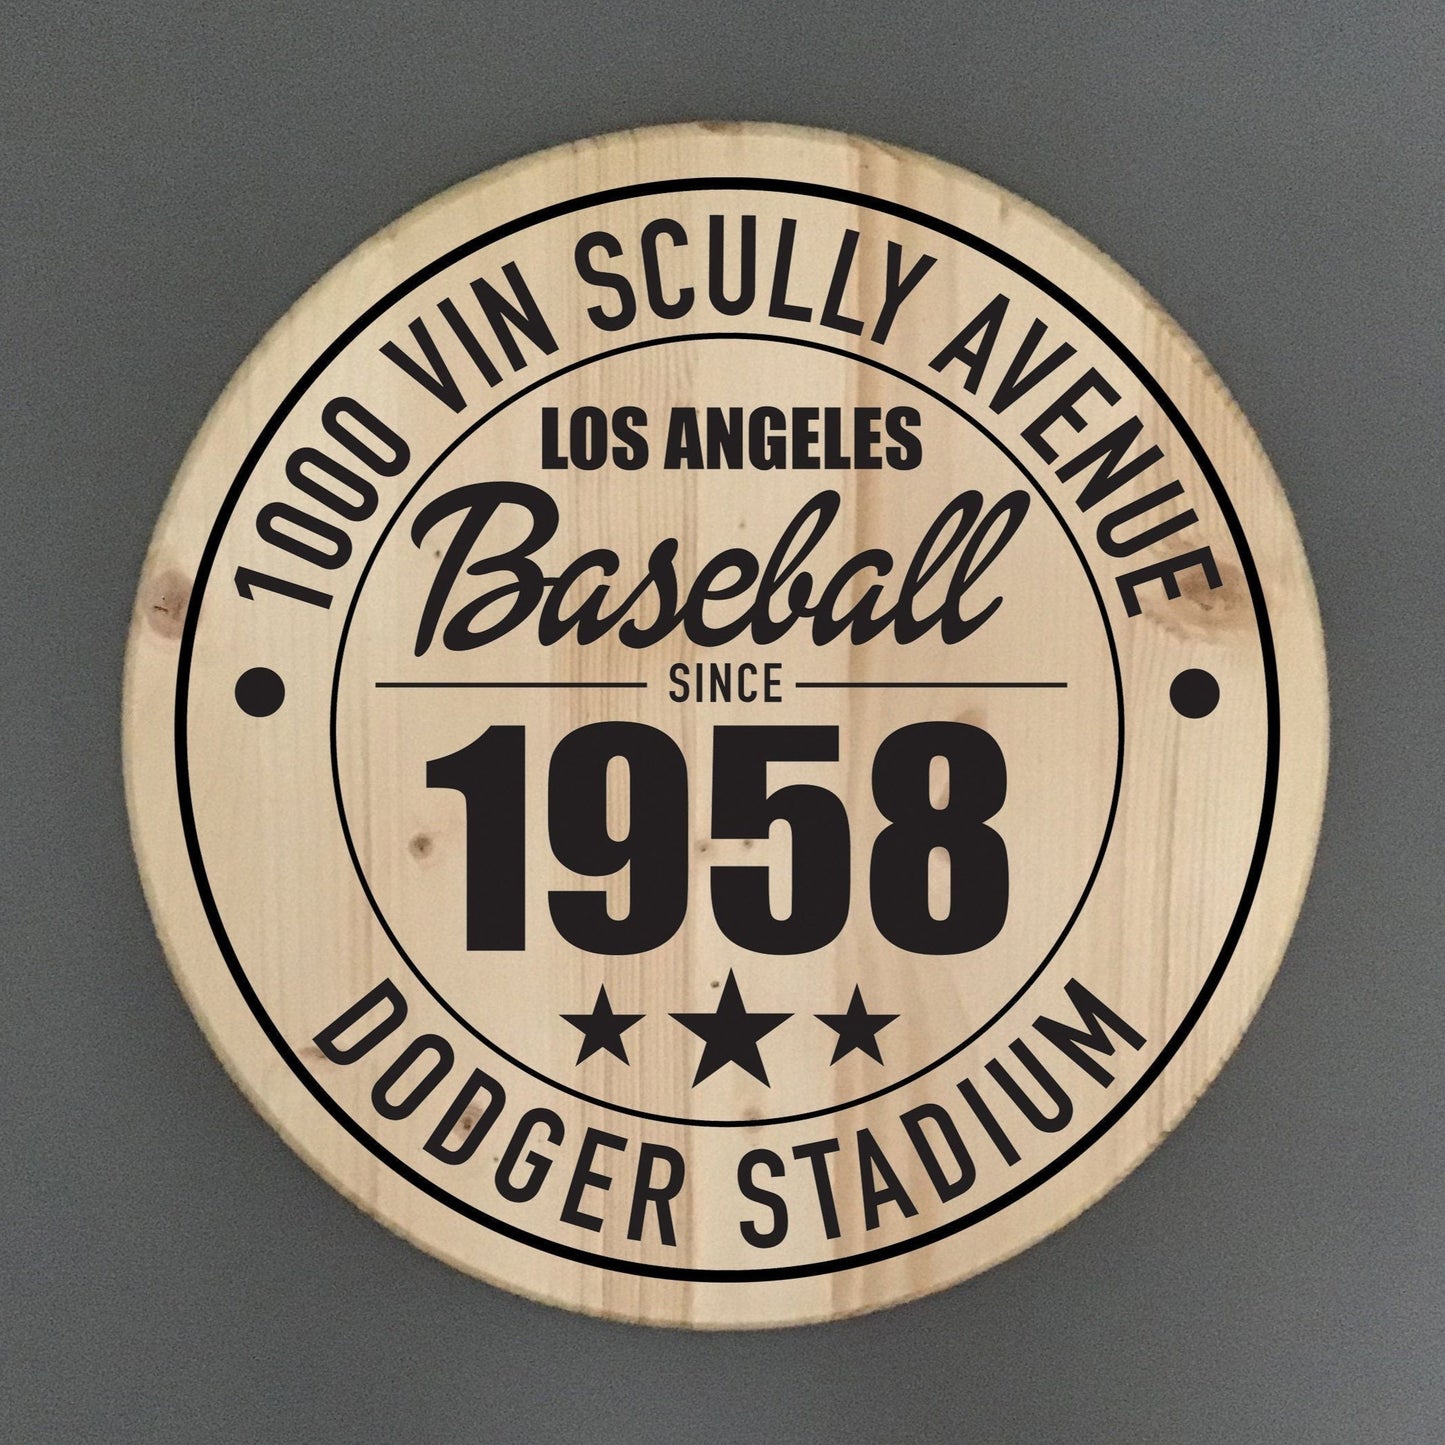 1000 VIN SCULLY AVENUE
LOS ANGELES
Baseball
SINCE
1958
DODGER STADIUM